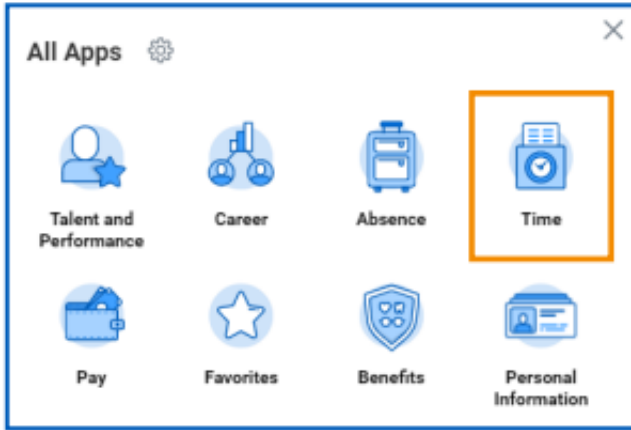 All Apps
Talent and
Performance
Career
Absence
Time
Pay
Favorites
Benefits
Personal
Information